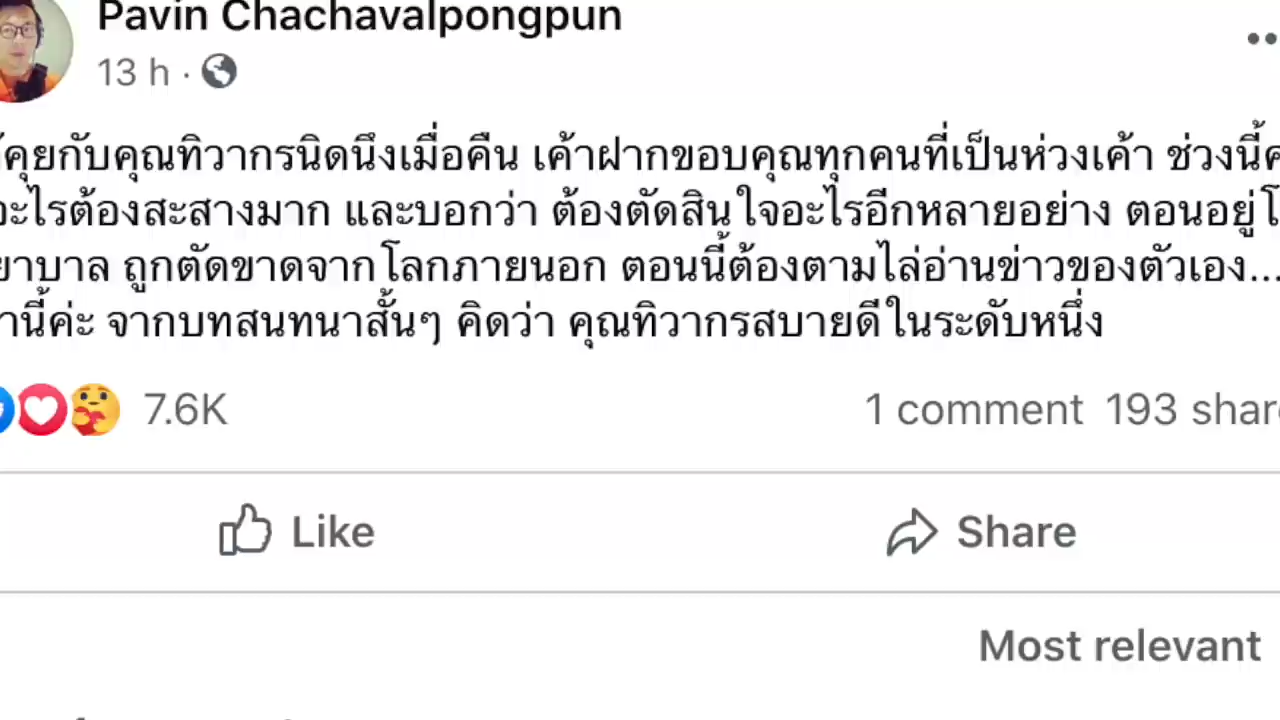 Pavin Chachavalpongpun
13 h ·
คุยกับคุณทิวากรนิดนึงเมื่อคืน เค้าฝากขอบคุณทุกคนที่เป็นห่วงเค้า ช่วงนี้
อะไรต้องสะสางมาก และบอกว่า ต้องตัดสินใจอะไรอีกหลายอย่าง ตอนอยู่โ
ยาบาล ถูกตัดขาดจากโลกภายนอก ตอนนี้ต้องตามไล่อ่านข่าวของตัวเอง...
านี้ค่ะ จากบทสนทนาสั้นๆ คิดว่า คุณทิวากรสบายดีในระดับหนึ่ง
7.6K 1 comment 193 shar
Like Share
Most relevant